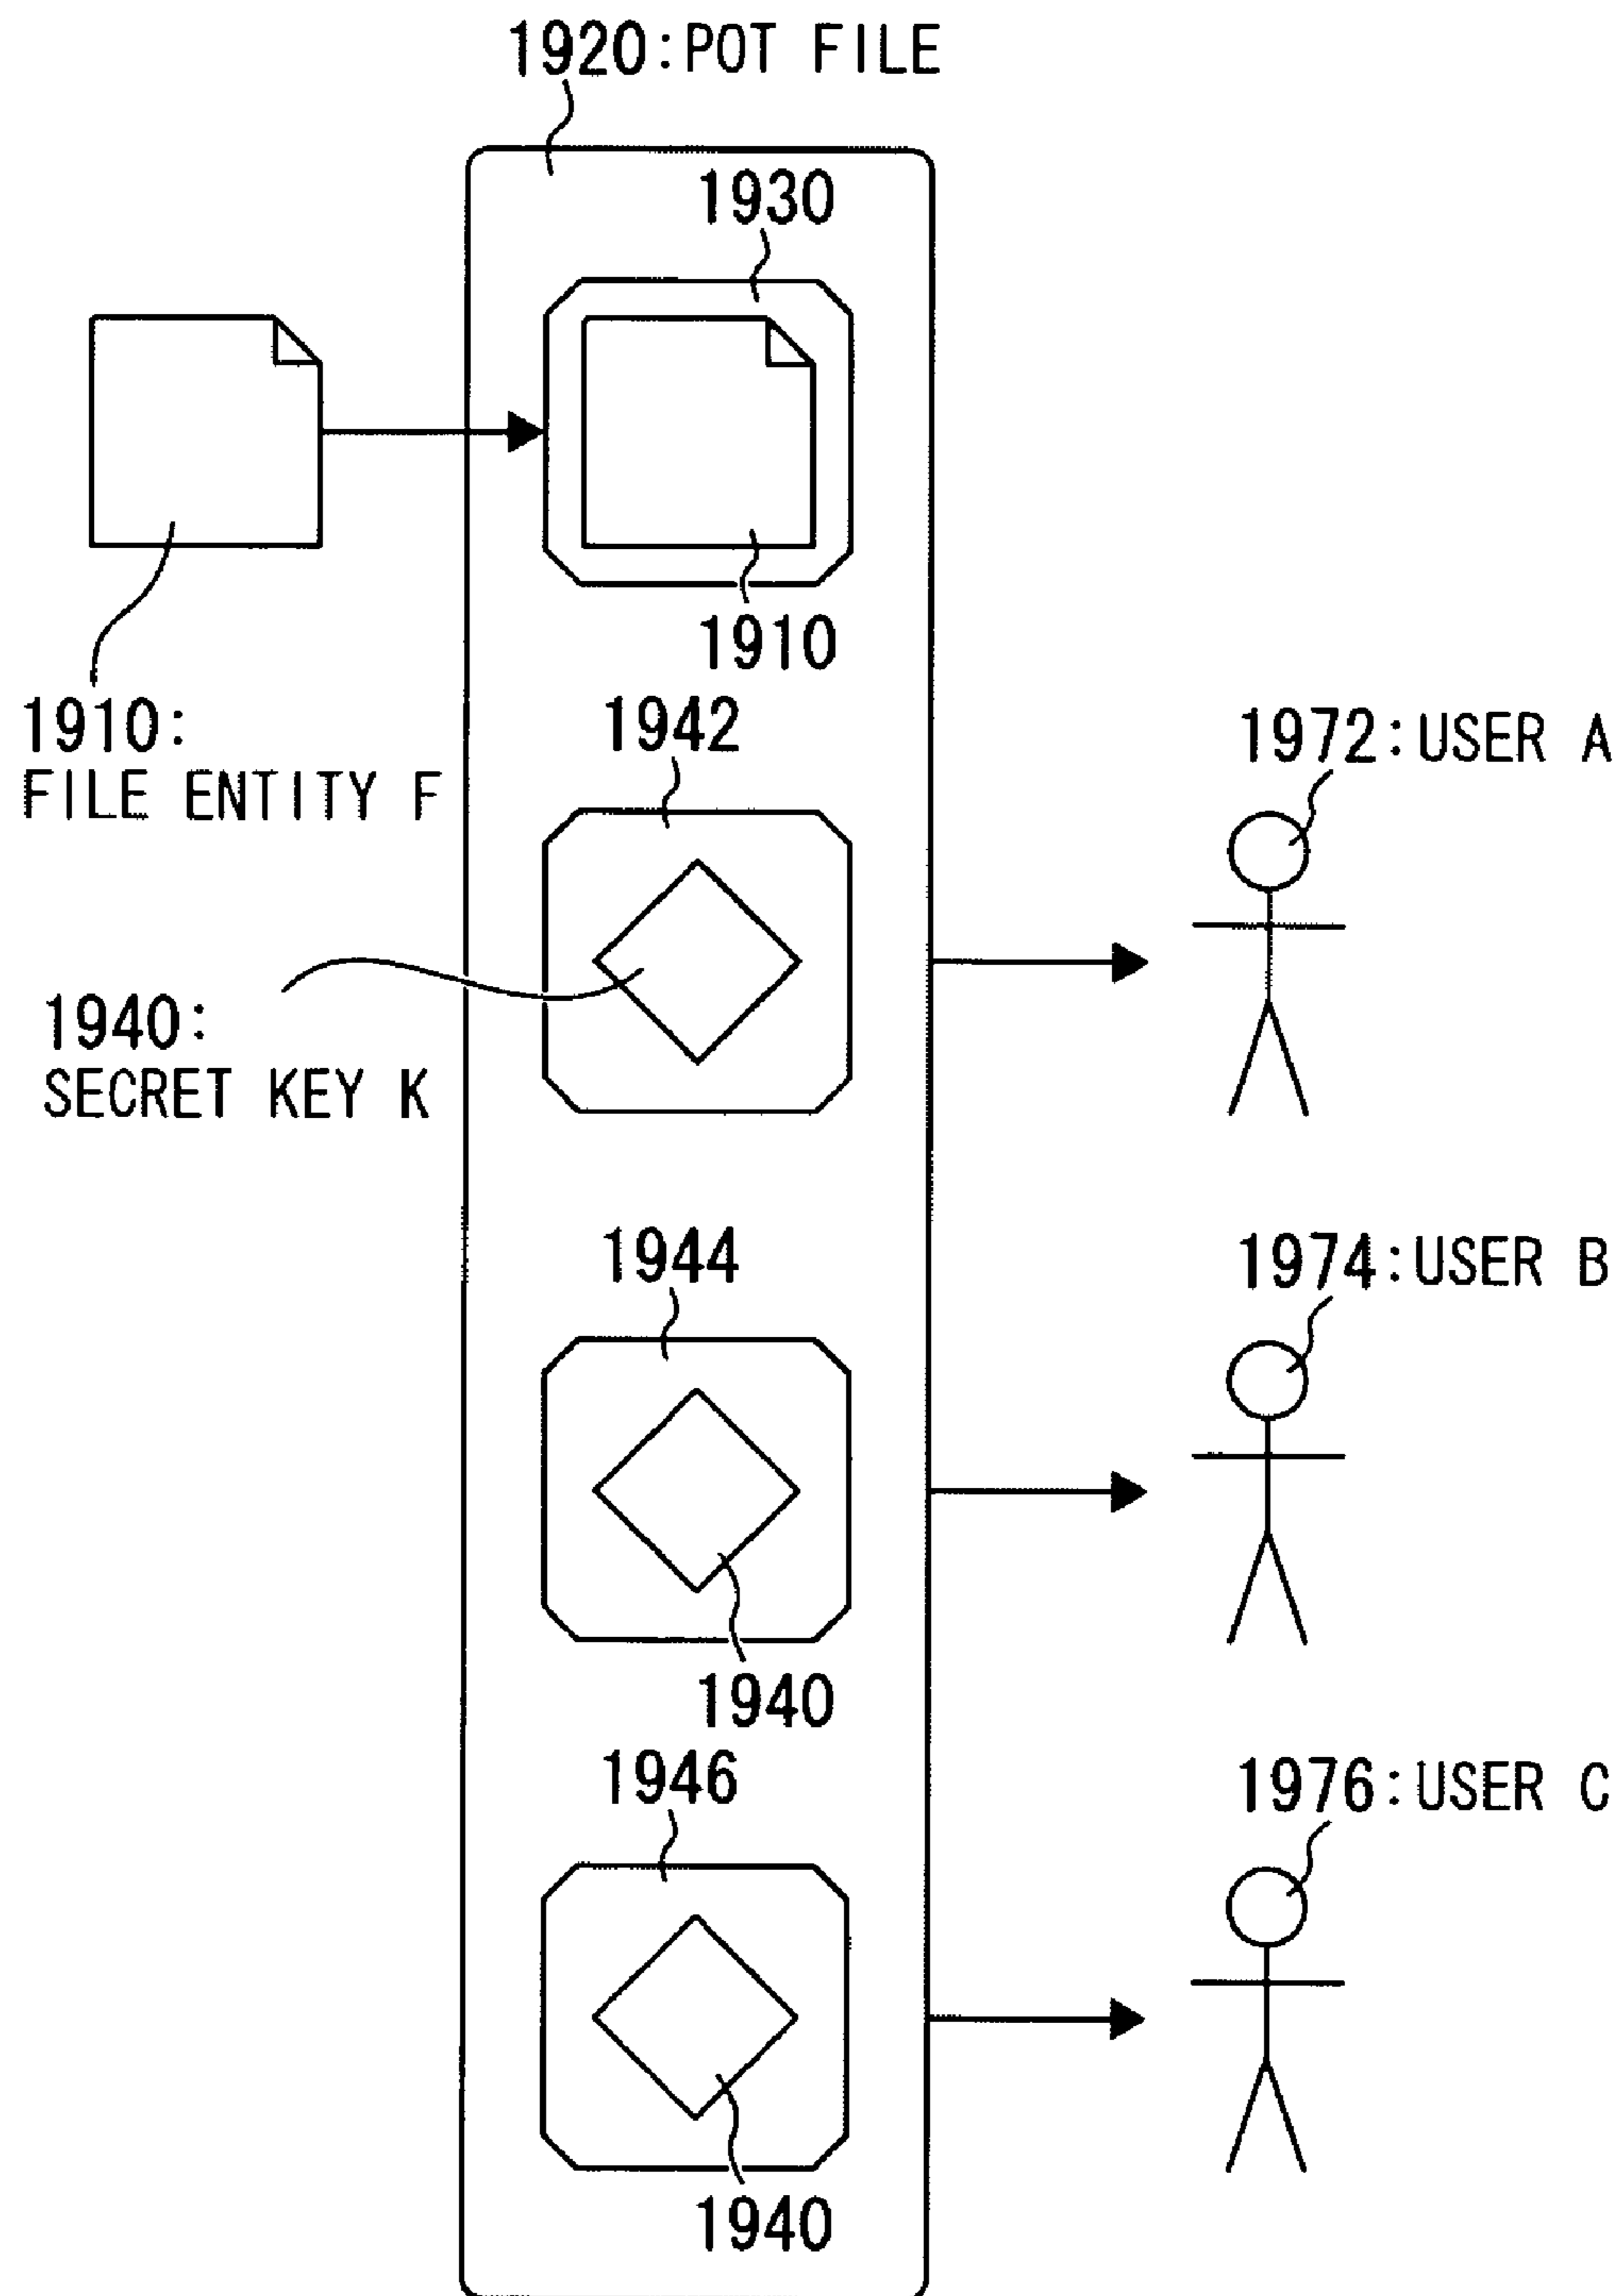 1920:POT FILE
1930
1910
1910:
FILE ENTITY F
1942
1972:USER A
1940:
SECRET KEY K
1944
1974:USER B
1940
1946
1976:USER C
1940